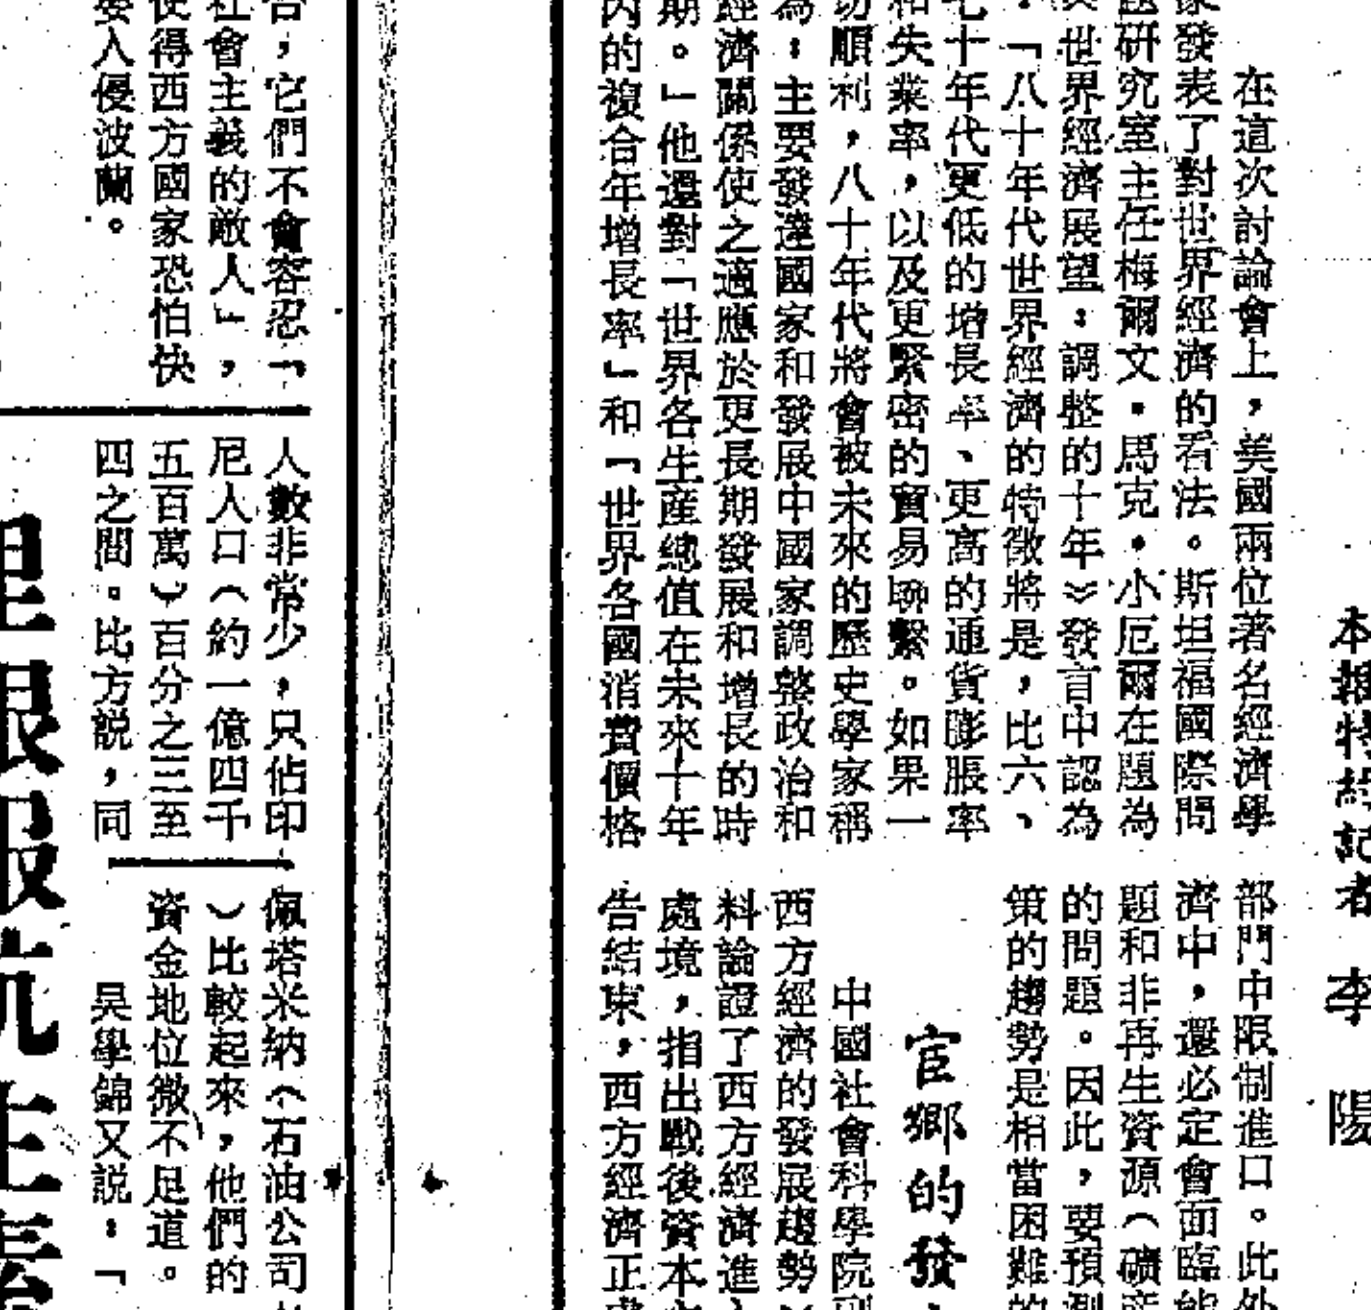 本報特約記者 李 陽
在這次討論會上，美國兩位著名經濟學
家發表了對世界經濟的看法。斯坦福國際問
題研究室主任梅爾文·馬克·小厄爾在題為
世界經濟展望：調整的十年》發言中認為
「八十年代世界經濟的特徵將是，比六、
七十年代更低的增長率、更高的通貨膨脹率
和失業率，以及更緊密的貿易聯繫。如果一
切順利，八十年代將會被未來的歷史學家稱
為：主要發達國家和發展中國家調整政治和
經濟關係使之適應於更長期發展和增長的時
期。」他還對「世界各生産總值在未來十年
內的複合年增長率」和「世界各國消費價格
部門中限制進口。此外
濟中，還必定會面臨能
題和非再生資源（礦産
的問題。因此，要預測
策的趨勢是相當困難的
宦鄉的發
中國社會科學院副
西方經濟的發展趨勢
料論證了西方經濟進
處境，指出戰後資本
告結束，西方經濟正
告，它們不會容忍「
社會主義的敵人」，
使得西方國家恐怕快
要入侵波蘭。
人數非常少，只佔印
尼人口（約一億四千
五百萬）百分之三至
四之間。比方説，同
佩塔米納（石油公司
）比較起來，他們的
資金地位微不足道。
吳學錦又説：「